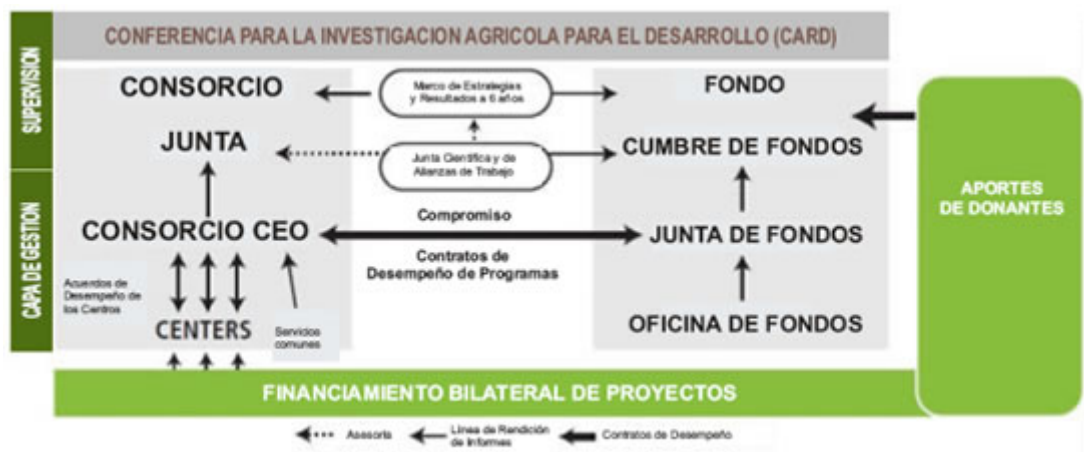 CONFERENCIA PARA LA INVESTIGACION AGRICOLA PARA EL DESARROLLO (CARD)
SUPERVISION
CAPA DE GESTIÓN
CONSORCIO
JUNTA
CONSORCIO CEO
Acuerdos de
Desempeño de
los Centros
CENTERS
Servicios
comunes
Marco de Estrategias
y Resultados a 6 años
Junta Científica y de
Alianzas de Trabajo
Compromiso
Contratos de
Desempeño de Programas
FONDO
CUMBRE DE FONDOS
JUNTA DE FONDOS
OFICINA DE FONDOS
APORTES
DE DONANTES
FINANCIAMIENTO BILATERAL DE PROYECTOS
Asesoría
Línea de Rendición
de Informes
Contratos de Desempeño